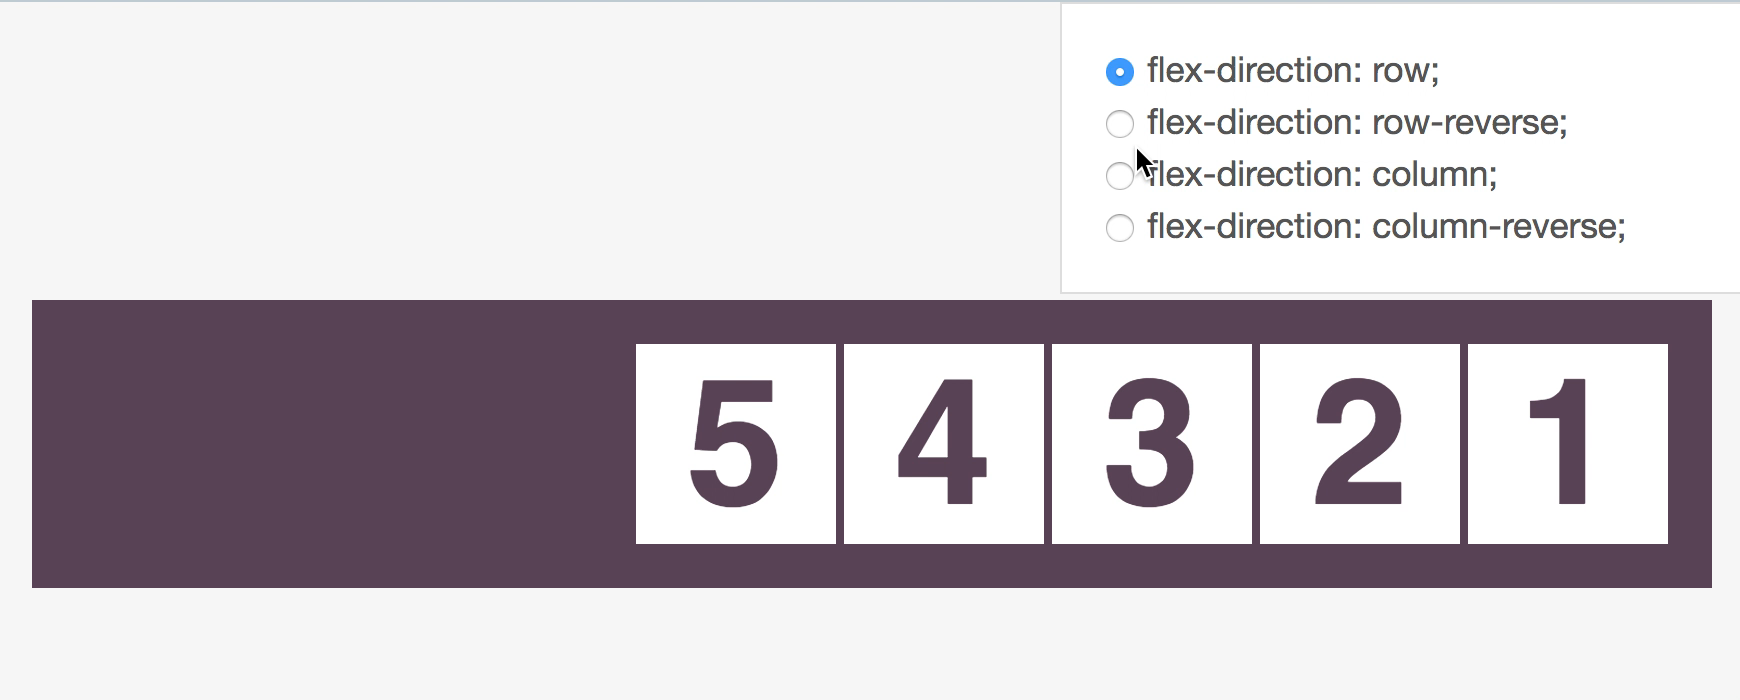 flex-direction: row;
flex-direction: row-reverse;
flex-direction: column;
flex-direction: column-reverse;
5 4 3 2 1